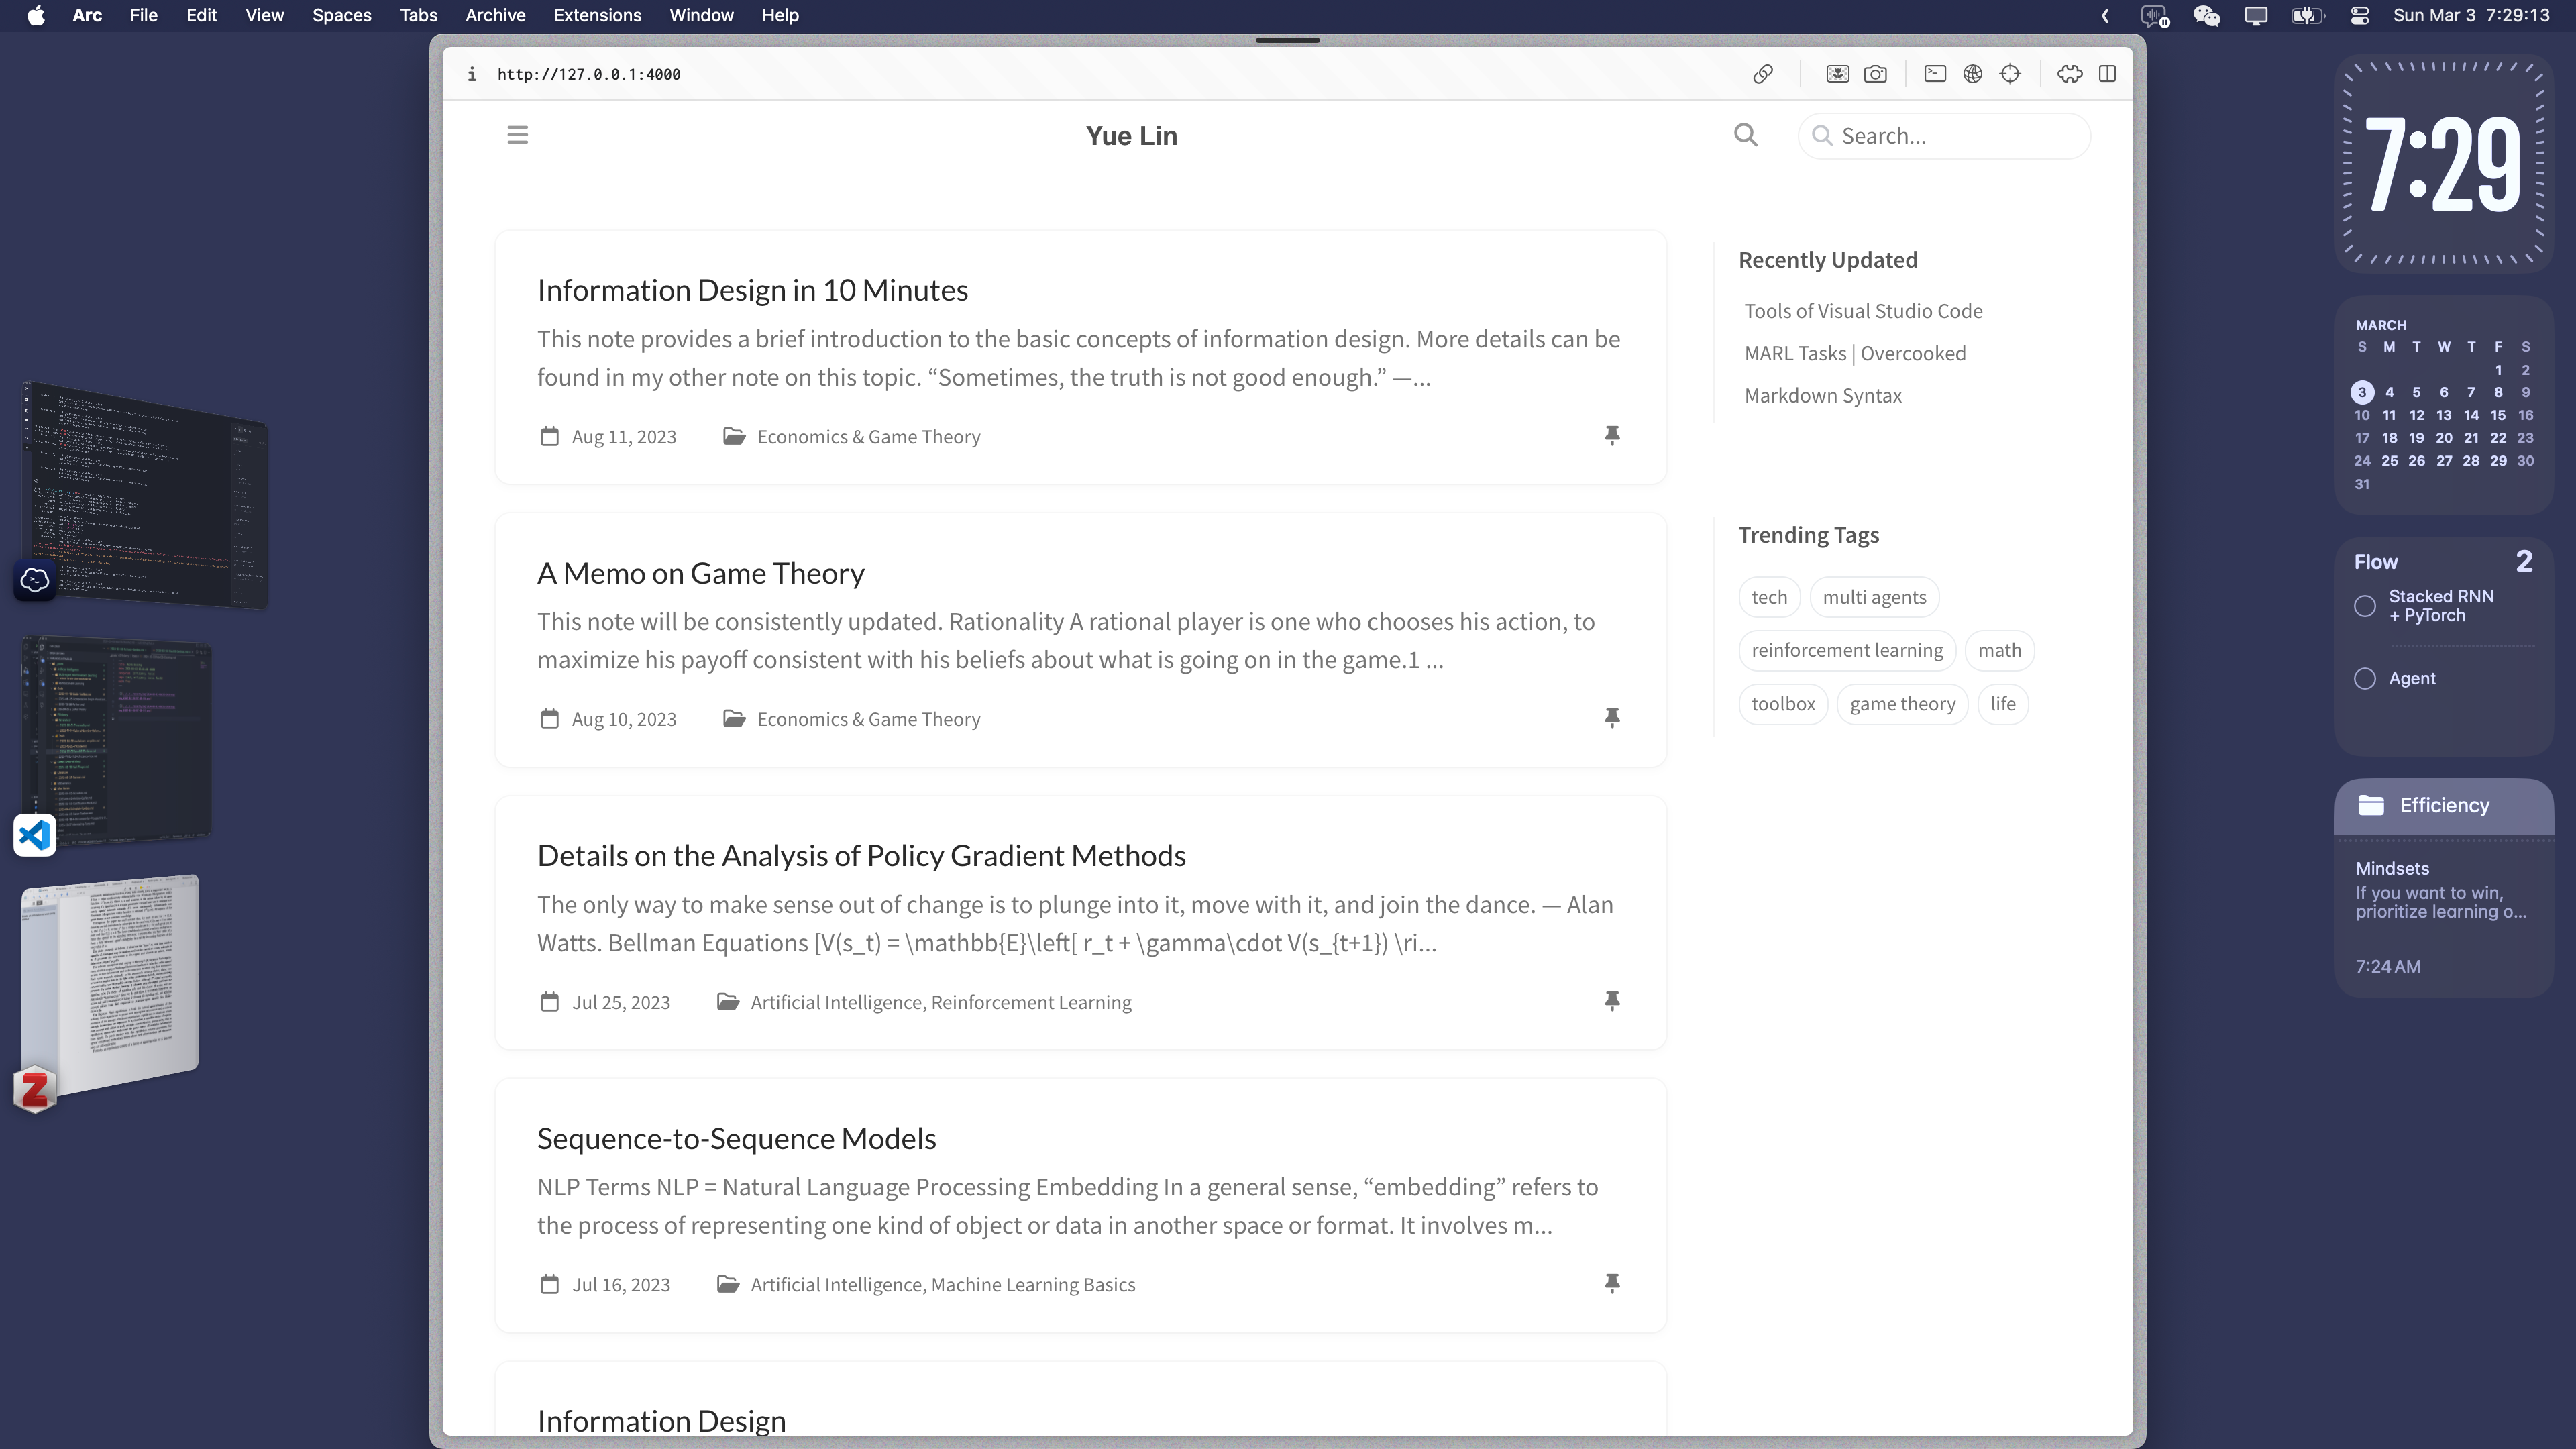 Arc File Edit View Spaces Tabs Archive Extensions Window Help
Sun Mar 3 7:29:13
http://127.0.0.1:4000
Yue Lin
Search...
Information Design in 10 Minutes
This note provides a brief introduction to the basic concepts of information design. More details can be
found in my other note on this topic. “Sometimes, the truth is not good enough.” —...
Aug 11, 2023 Economics & Game Theory
A Memo on Game Theory
This note will be consistently updated. Rationality A rational player is one who chooses his action, to
maximize his payoff consistent with his beliefs about what is going on in the game.1 ...
Aug 10, 2023 Economics & Game Theory
Details on the Analysis of Policy Gradient Methods
The only way to make sense out of change is to plunge into it, move with it, and join the dance. — Alan
Watts. Bellman Equations [V(s_t) = \mathbb{E}\left[ r_t + \gamma\cdot V(s_{t+1}) \ri...
Jul 25, 2023 Artificial Intelligence, Reinforcement Learning
Sequence-to-Sequence Models
NLP Terms NLP = Natural Language Processing Embedding In a general sense, “embedding” refers to
the process of representing one kind of object or data in another space or format. It involves m...
Jul 16, 2023 Artificial Intelligence, Machine Learning Basics
Information Design
Recently Updated
Tools of Visual Studio Code
MARL Tasks | Overcooked
Markdown Syntax
Trending Tags
tech multi agents
reinforcement learning math
toolbox game theory life
7:29
MARCH
S M T W T F S
1 2
3 4 5 6 7 8 9
10 11 12 13 14 15 16
17 18 19 20 21 22 23
24 25 26 27 28 29 30
31
Flow 2
Stacked RNN
+ PyTorch
Agent
Efficiency
Mindsets
If you want to win,
prioritize learning o...
7:24 AM